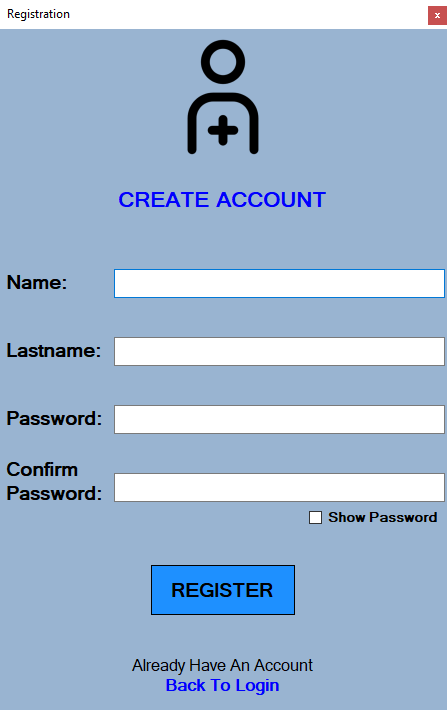 Registration
x
CREATE ACCOUNT
Name:
Lastname:
Password:
Confirm
Password:
Show Password
REGISTER
Already Have An Account
Back To Login